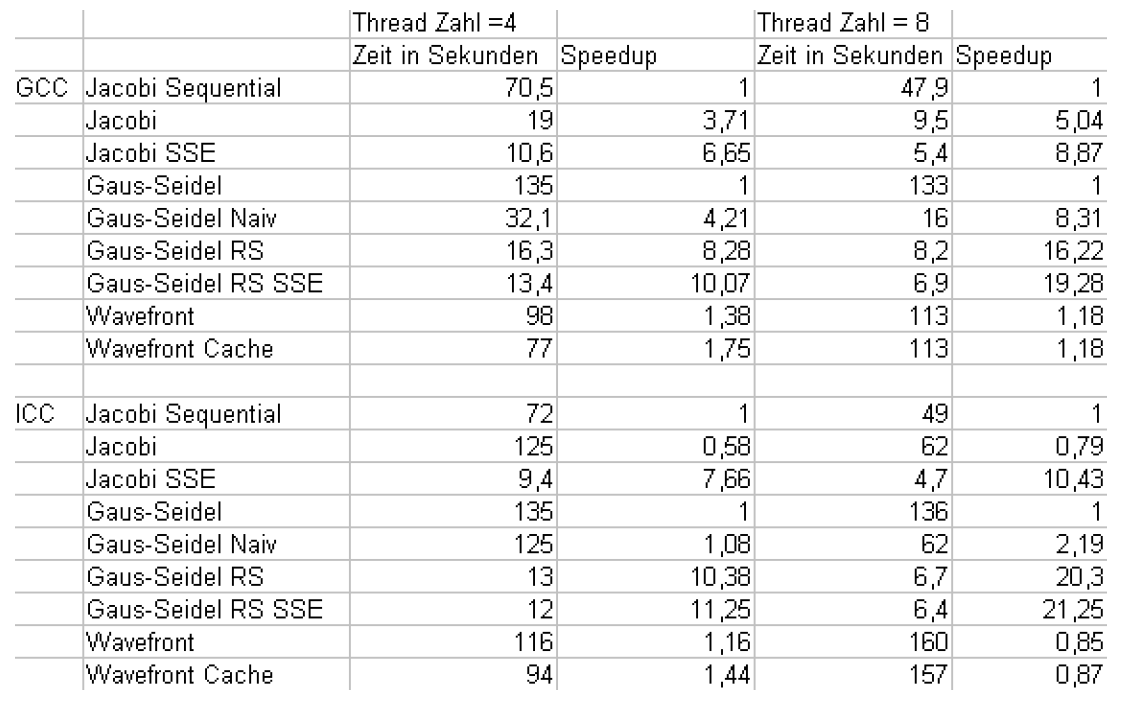 Thread Zahl =4 Thread Zahl = 8
Zeit in Sekunden Speedup Zeit in Sekunden Speedup
GCC Jacobi Sequential 70,5 1 47,9 1
Jacobi 19 3,71 9,5 5,04
Jacobi SSE 10,6 6,65 5,4 8,87
Gaus-Seidel 135 1 133 1
Gaus-Seidel Naiv 32,1 4,21 16 8,31
Gaus-Seidel RS 16,3 8,28 8,2 16,22
Gaus-Seidel RS SSE 13,4 10,07 6,9 19,28
Wavefront 98 1,38 113 1,18
Wavefront Cache 77 1,75 113 1,18
ICC Jacobi Sequential 72 1 49 1
Jacobi 125 0,58 62 0,79
Jacobi SSE 9,4 7,66 4,7 10,43
Gaus-Seidel 135 1 136 1
Gaus-Seidel Naiv 125 1,08 62 2,19
Gaus-Seidel RS 13 10,38 6,7 20,3
Gaus-Seidel RS SSE 12 11,25 6,4 21,25
Wavefront 116 1,16 160 0,85
Wavefront Cache 94 1,44 157 0,87